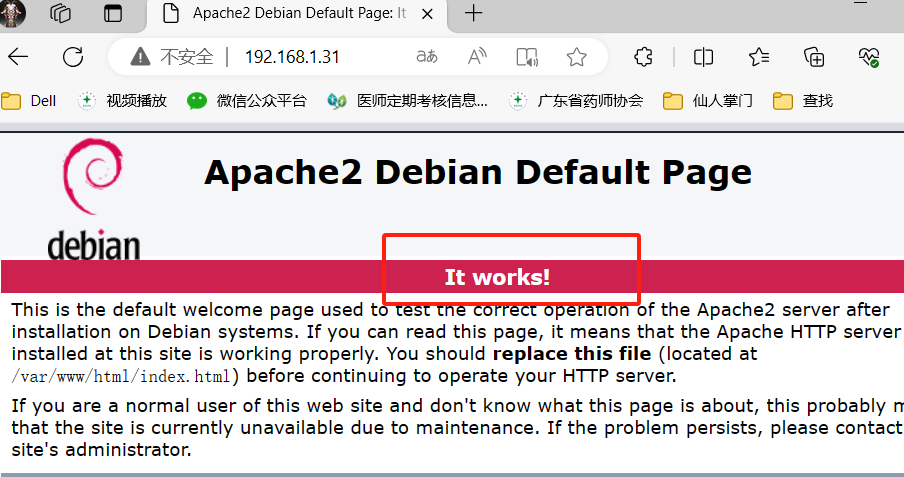 Apache2 Debian Default Page: It
不安全 192.168.1.31 aあ A
Dell 视频播放 微信公众平台 医师定期考核信息... 广东省药师协会 仙人掌门 查找
debian
Apache2 Debian Default Page
It works!
This is the default welcome page used to test the correct operation of the Apache2 server after
installation on Debian systems. If you can read this page, it means that the Apache HTTP server
installed at this site is working properly. You should replace this file (located at
/var/www/html/index.html) before continuing to operate your HTTP server.
If you are a normal user of this web site and don't know what this page is about, this probably m
that the site is currently unavailable due to maintenance. If the problem persists, please contact
site's administrator.